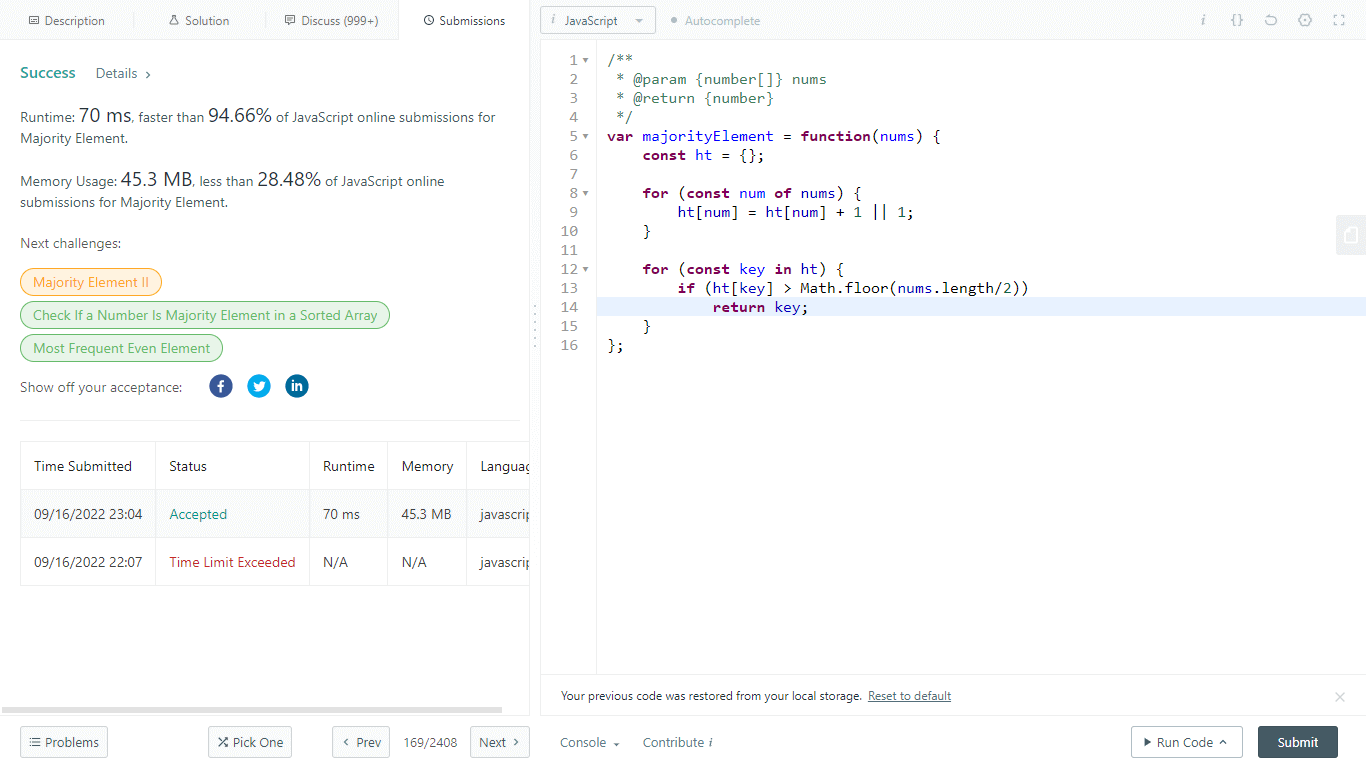 Description
Solution
Discuss (999+)
Submissions
Success
Details
Runtime: 70 ms, faster than 94.66% of JavaScript online submissions for
Majority Element.
Memory Usage: 45.3 MB, less than 28.48% of JavaScript online
submissions for Majority Element.
Next challenges:
Majority Element II
Check If a Number Is Majority Element in a Sorted Array
Most Frequent Even Element
Show off your acceptance:
Time Submitted Status Runtime Memory Languag
09/16/2022 23:04 Accepted 70 ms 45.3 MB javascrip
09/16/2022 22:07 Time Limit Exceeded N/A N/A javascrip
Problems
Pick One
Prev
169/2408
Next
i JavaScript
Autocomplete
i {}
1 /**
2  * @param {number[]} nums
3  * @return {number}
4  */
5 var majorityElement = function(nums) {
6     const ht = {};
7
8     for (const num of nums) {
9         ht[num] = ht[num] + 1 || 1;
10     }
11
12     for (const key in ht) {
13         if (ht[key] > Math.floor(nums.length/2))
14             return key;
15     }
16 };
Your previous code was restored from your local storage. Reset to default
Console
Contribute i
Run Code
Submit